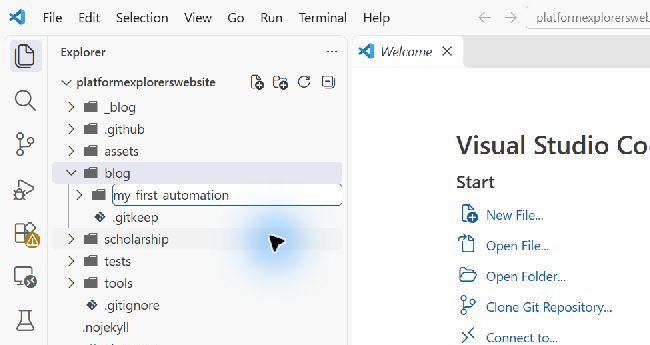 File Edit Selection View Go Run Terminal Help
platformexplorersweb
Explorer
Welcome
platformexplorerswebsite
_blog
.github
assets
blog
my-first-automation
.gitkeep
scholarship
tests
tools
.gitignore
.nojekyll
Visual Studio Co
Start
New File...
Open File...
Open Folder...
Clone Git Repository...
Connect to...